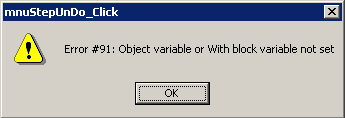 mnuStepUnDo_Click
Error #91: Object variable or With block variable not set
OK